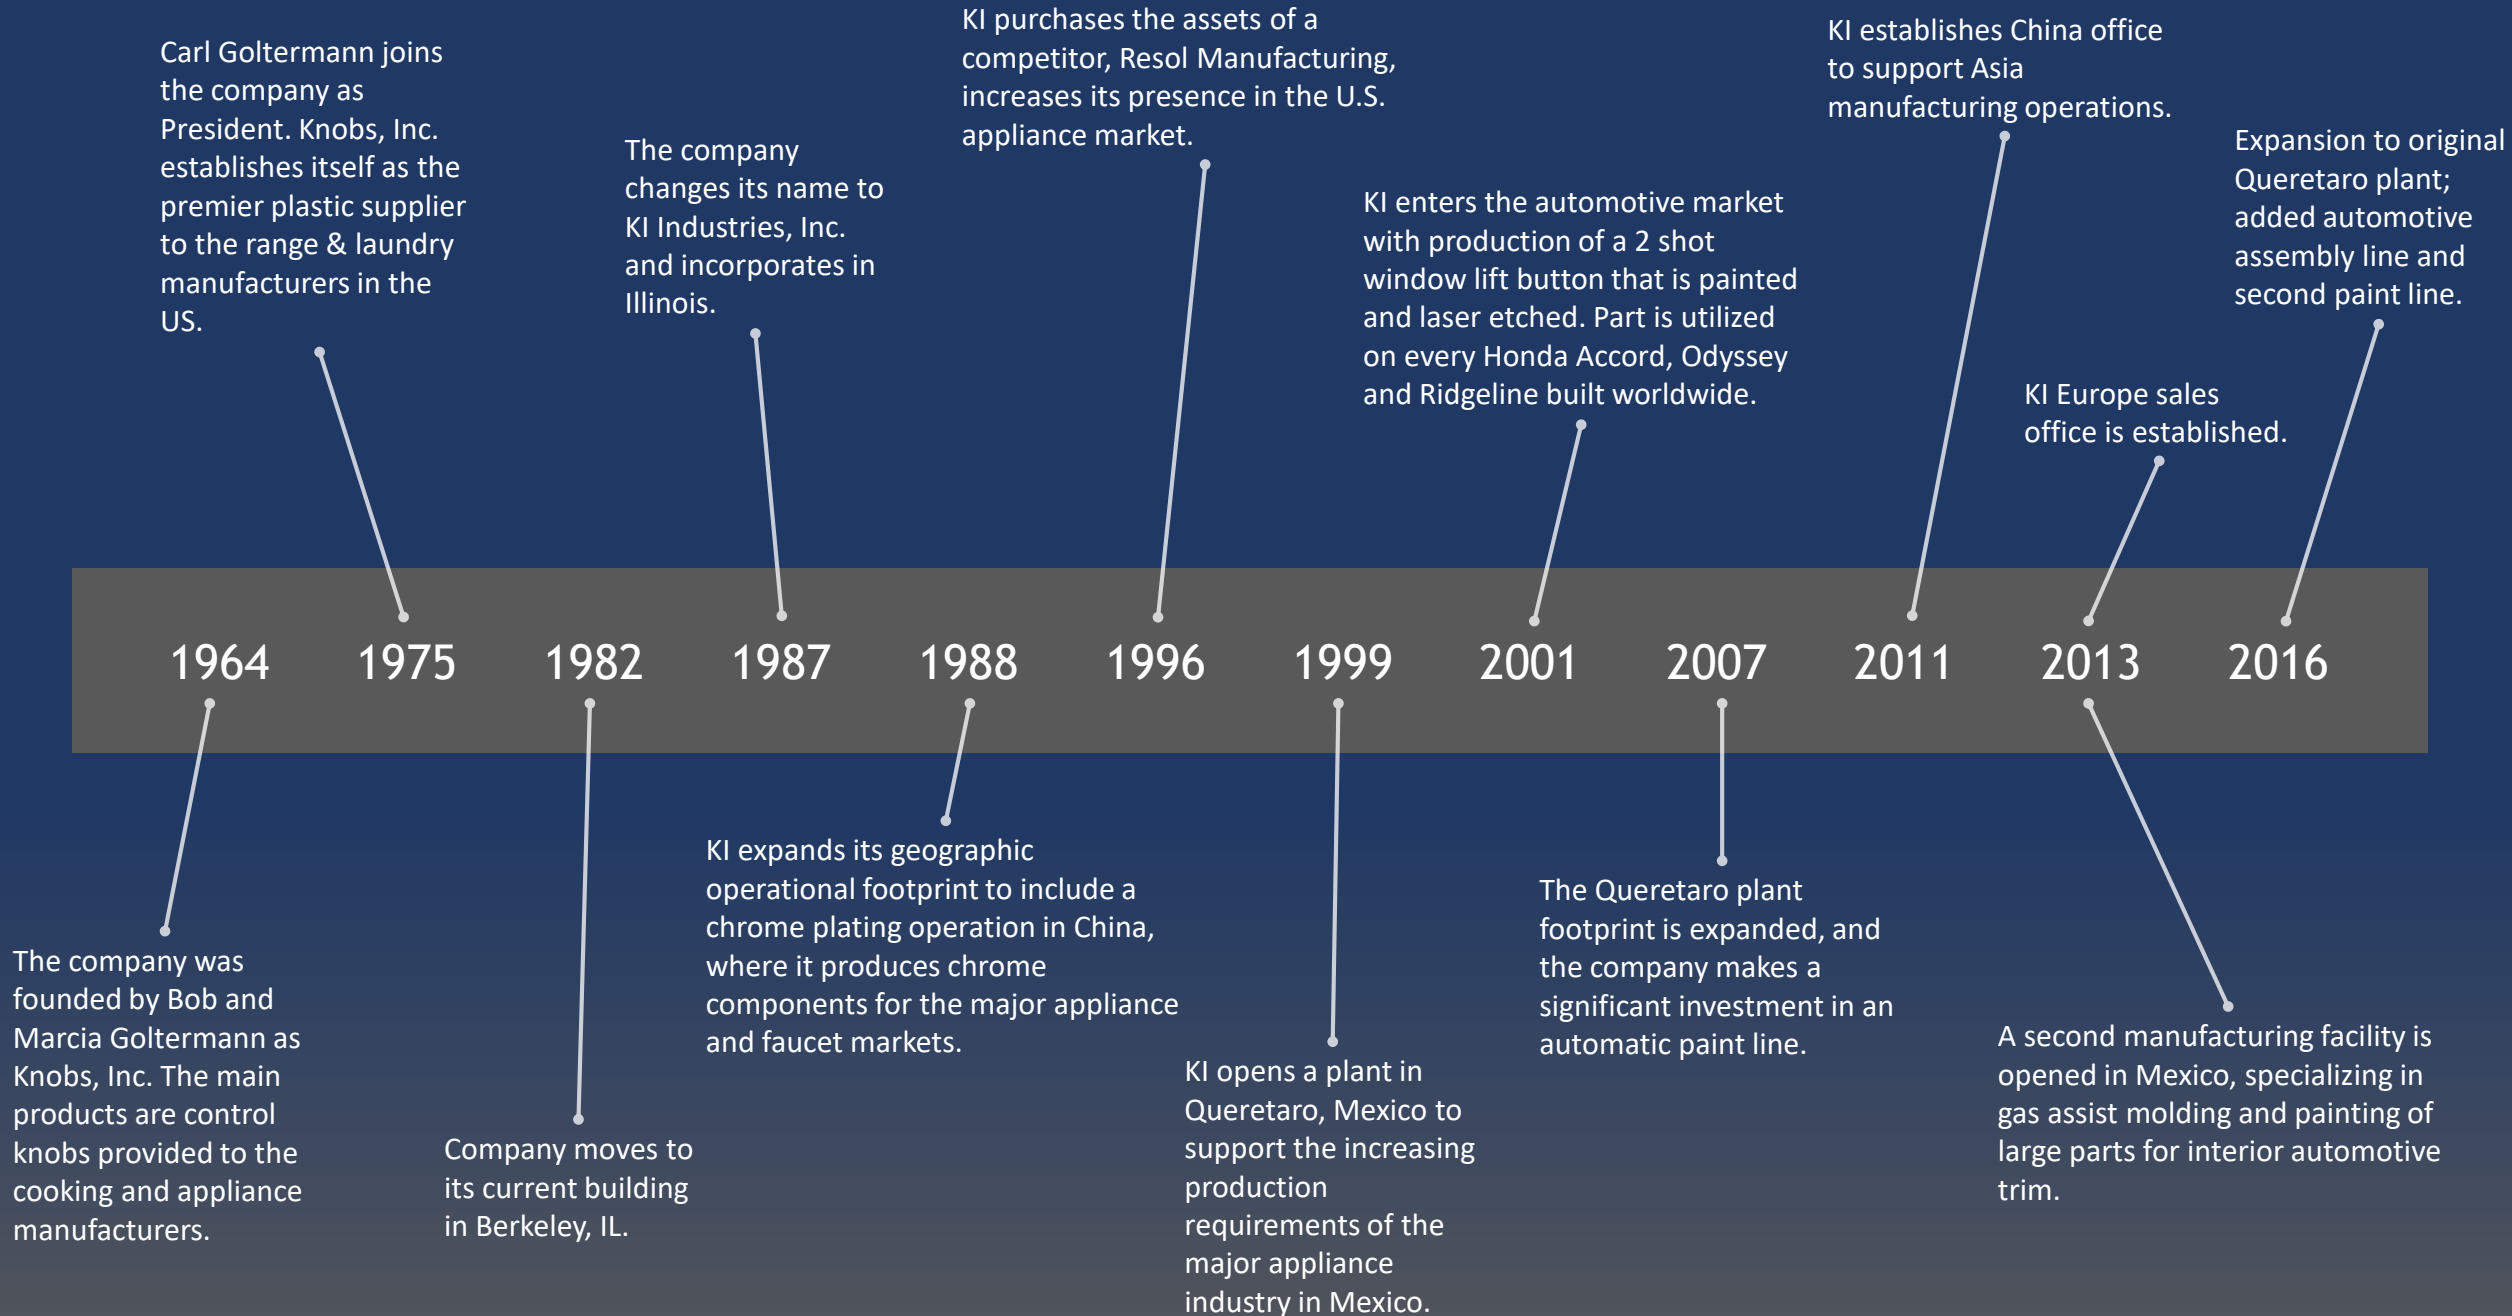 Carl Goltermann joins
the company as
President. Knobs, Inc.
establishes itself as the
premier plastic supplier
to the range & laundry
manufacturers in the
US.
The company
changes its name to
KI Industries, Inc.
and incorporates in
Illinois.
KI purchases the assets of a
competitor, Resol Manufacturing,
increases its presence in the U.S.
appliance market.
KI enters the automotive market
with production of a 2 shot
window lift button that is painted
and laser etched. Part is utilized
on every Honda Accord, Odyssey
and Ridgeline built worldwide.
KI establishes China office
to support Asia
manufacturing operations.
KI Europe sales
office is established.
Expansion to original
Queretaro plant;
added automotive
assembly line and
second paint line.
1964 1975 1982 1987 1988 1996 1999 2001 2007 2011 2013 2016
The company was
founded by Bob and
Marcia Goltermann as
Knobs, Inc. The main
products are control
knobs provided to the
cooking and appliance
manufacturers.
Company moves to
its current building
in Berkeley, IL.
KI expands its geographic
operational footprint to include a
chrome plating operation in China,
where it produces chrome
components for the major appliance
and faucet markets.
KI opens a plant in
Queretaro, Mexico to
support the increasing
production
requirements of the
major appliance
industry in Mexico.
The Queretaro plant
footprint is expanded, and
the company makes a
significant investment in an
automatic paint line.
A second manufacturing facility is
opened in Mexico, specializing in
gas assist molding and painting of
large parts for interior automotive
trim.